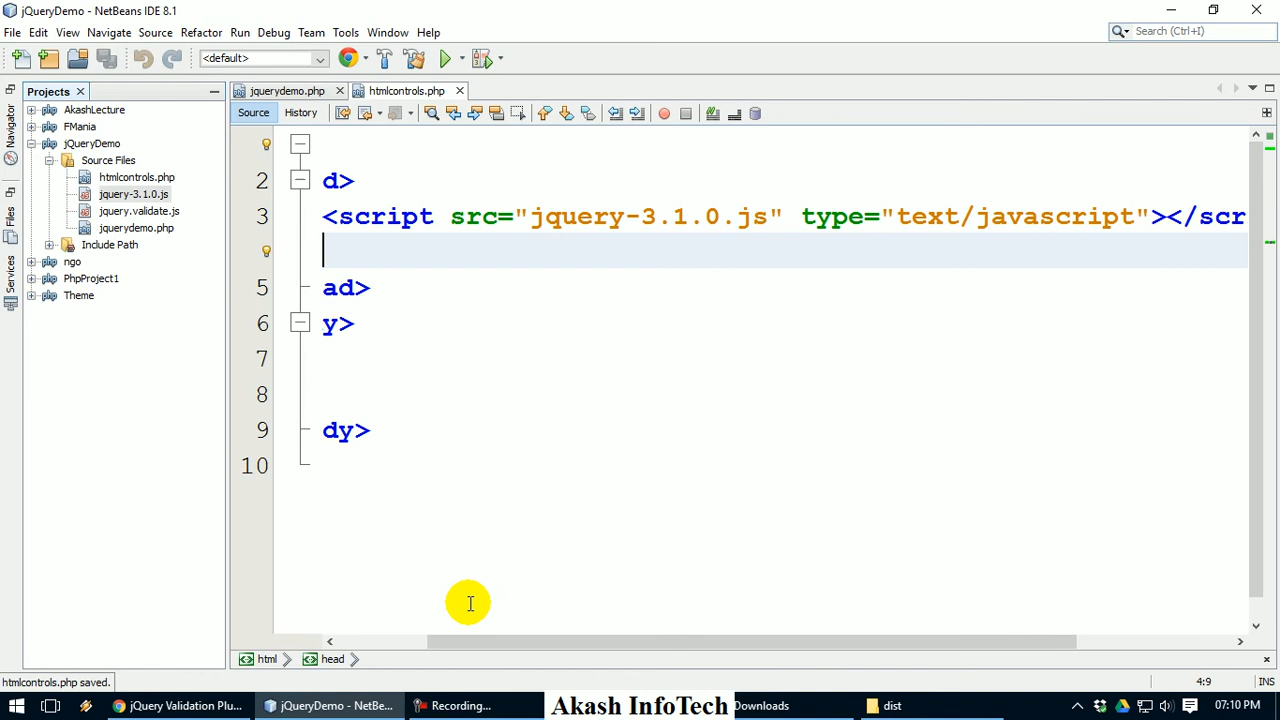 jQueryDemo - NetBeans IDE 8.1
File Edit View Navigate Source Refactor Run Debug Team Tools Window Help
Search (Ctrl+I)
<default>
Projects
jquerydemo.php
htmlcontrols.php
Navigator
Files
Services
AkashLecture
FMania
jQueryDemo
Source Files
htmlcontrols.php
jquery-3.1.0.js
jquery.validate.js
jquerydemo.php
Include Path
ngo
PhpProject1
Theme
Source History
2 d>
3 <script src="jquery-3.1.0.js" type="text/javascript"></scr
5 ad>
6 y>
7
8
9 dy>
10
html head
htmlcontrols.php saved.
4:9 INS
jQuery Validation Plu...
jQueryDemo - NetBe...
Recording...
Akash InfoTech
Downloads
dist
07:10 PM